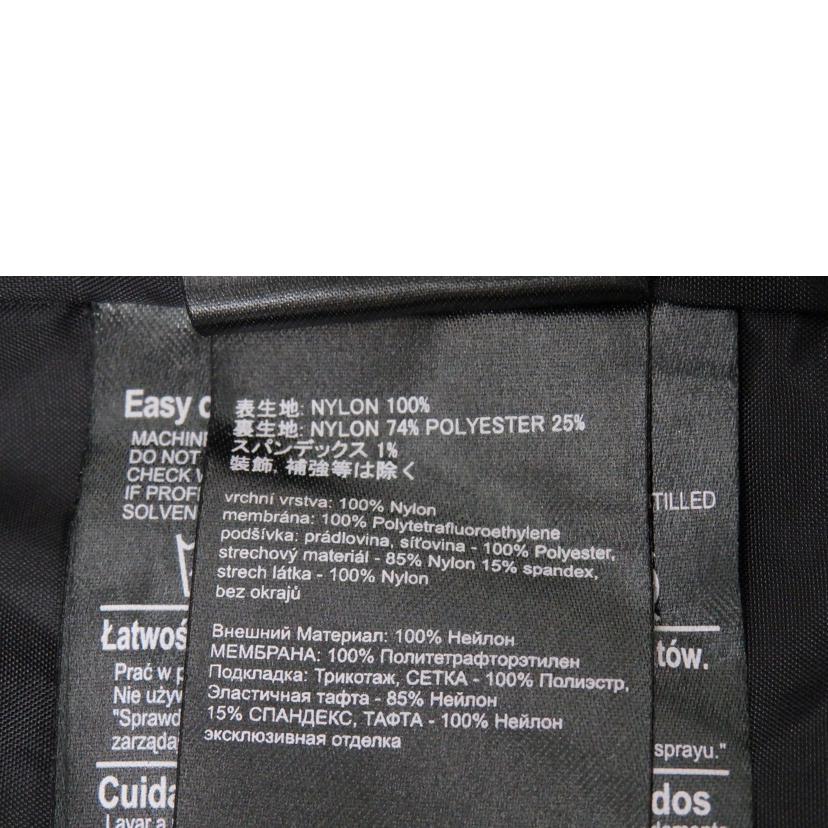 表生地: NYLON 100%
裏生地: NYLON 74% POLYESTER 25%
スパンデックス 1%
装飾, 補強等は除く
vrchní vrstva: 100% Nylon
membrána: 100% Polytetrafluoroethylene
podšívka: prádlovina, síťovina - 100% Polyester,
strechový materiál - 85% Nylon 15% spandex,
strech látka - 100% Nylon
bez okrajů
Внешний Материал: 100% Нейлон
МЕМБРАНА: 100% Политетрафторэтилен
Подкладка: Трикотаж, СЕТКА - 100% Полиэстр,
Эластичная тафта - 85% Нейлон
15% СПАНДЕКС, ТАФТА - 100% Нейлон
эксклюзивная отделка
Easy
MACHIN
DO NOT
CHECK
IF PROF
SOLVEN
TILLED
Łatwoś
tów.
Prać w
Nie uży
"Sprawd
zarząda
sprayu."
Cuida
dos
Lavar a